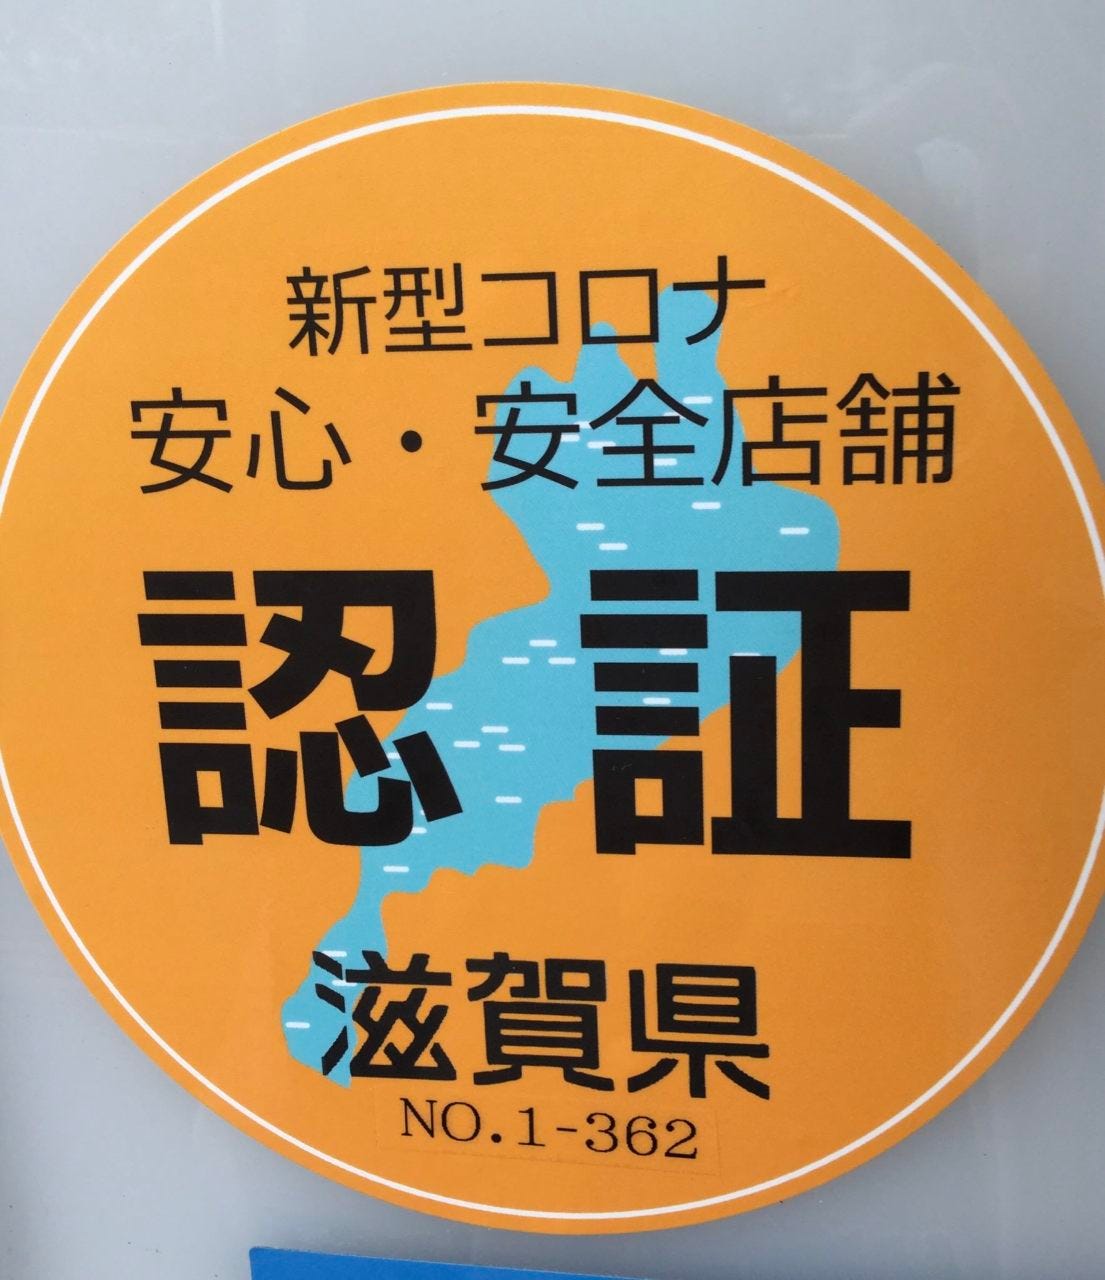 新型コロナ
安心・安全店舗
認証
滋賀県
NO.1-362